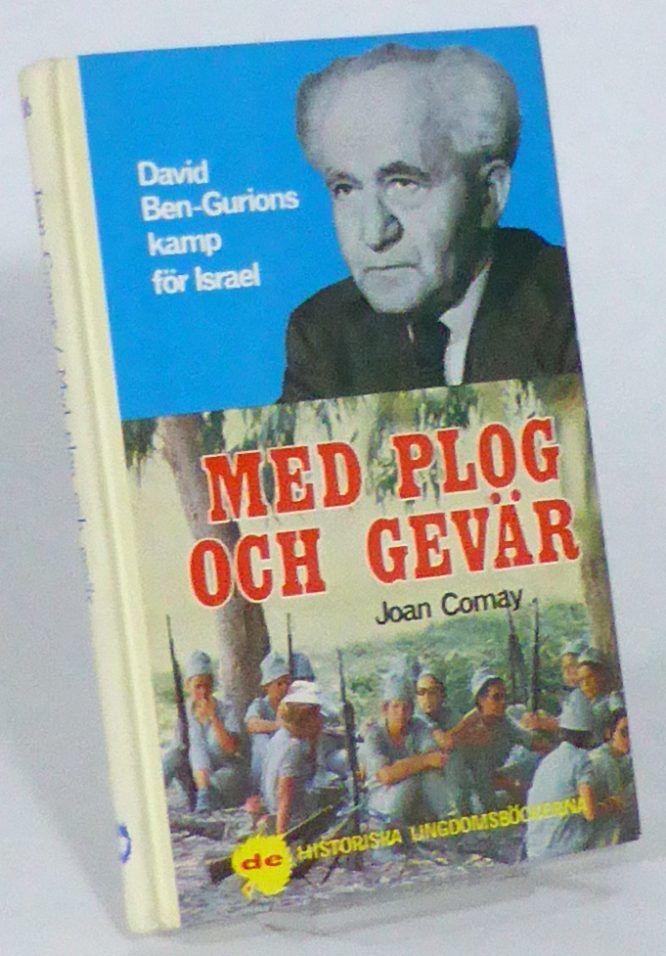 David
Ben-Gurions
kamp
för Israel
MED PLOG
OCH GEVÄR
Joan Comay
de HISTORISKA UNGDOMSBÖCKERNA